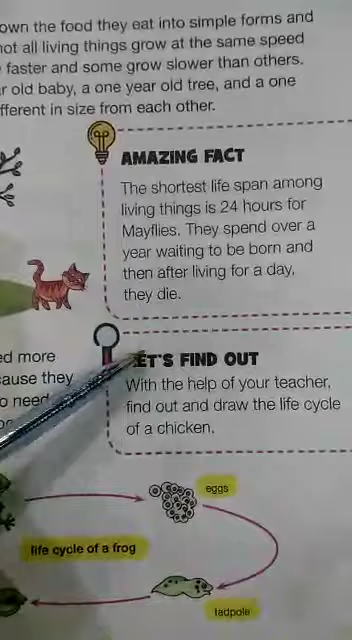 own the food they eat into simple forms and
not all living things grow at the same speed
faster and some grow slower than others.
r old baby, a one year old tree, and a one
fferent in size from each other.
AMAZING FACT
The shortest life span among
living things is 24 hours for
Mayflies. They spend over a
year waiting to be born and
then after living for a day,
they die.
ed more
cause they
o need
ET'S FIND OUT
With the help of your teacher,
find out and draw the life cycle
of a chicken.
eggs
life cycle of a frog
tadpole